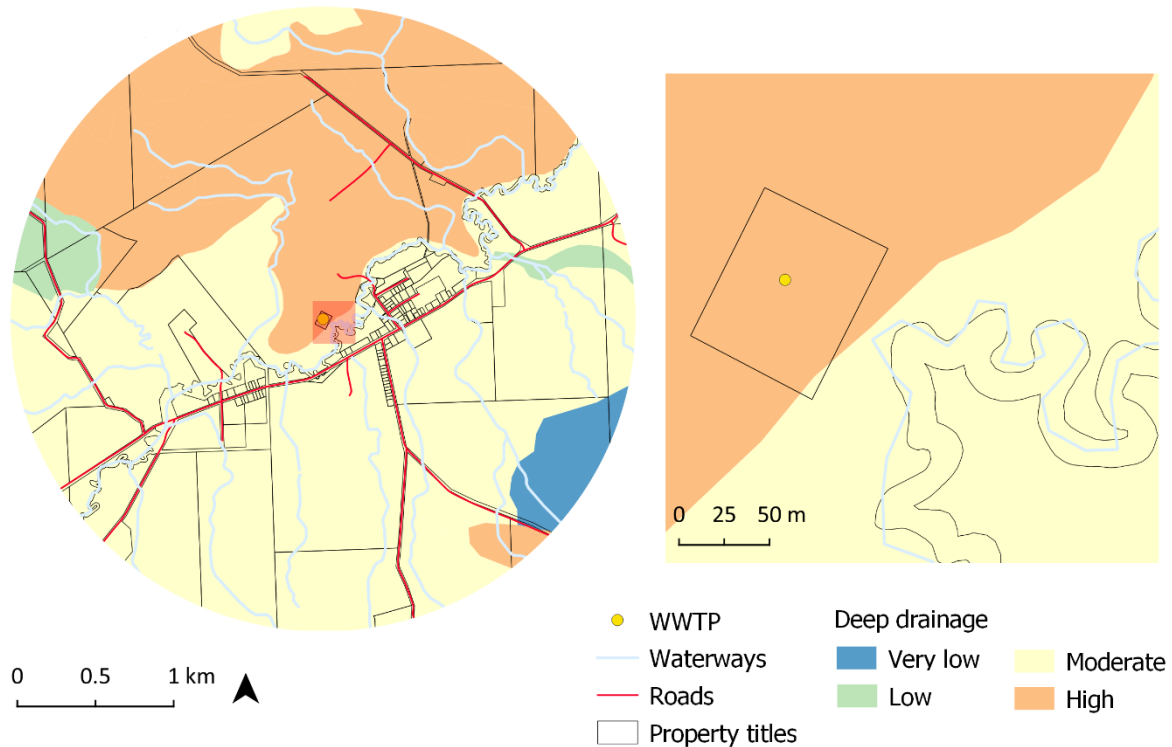 0 25 50 m
0 0.5 1 km
WWTP
Waterways
Roads
Property titles
Deep drainage
Very low
Low
Moderate
High